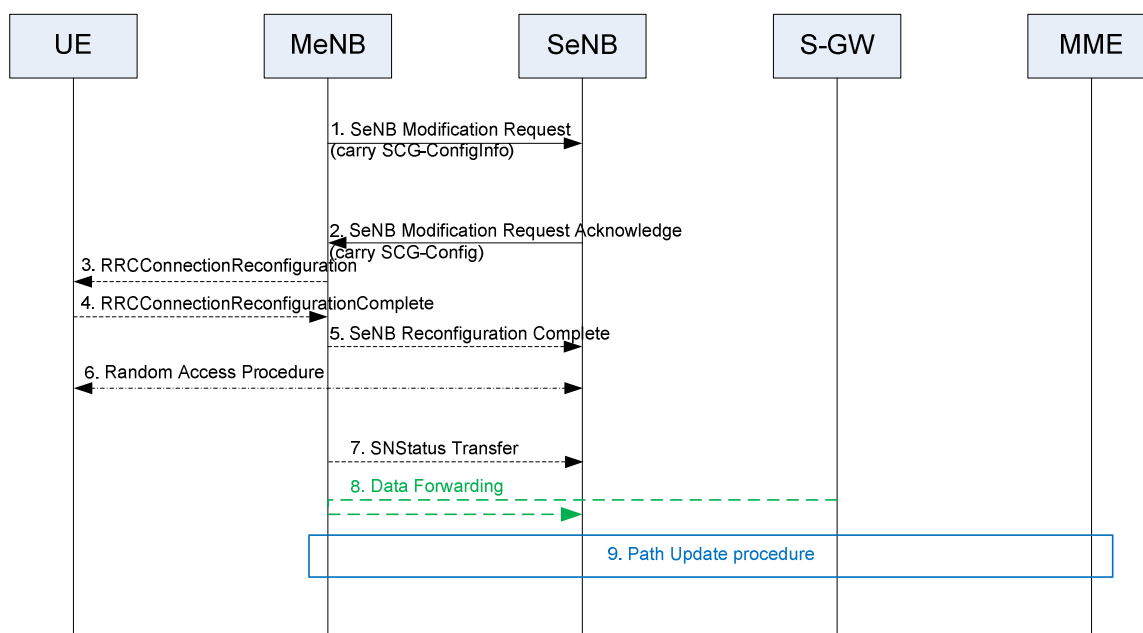 UE
MeNB
SeNB
S-GW
MME
1. SeNB Modification Request
(carry SCG-ConfigInfo)
2. SeNB Modification Request Acknowledge
(carry SCG-Config)
3. RRCConnectionReconfiguration
4. RRCConnectionReconfigurationComplete
5. SeNB Reconfiguration Complete
6. Random Access Procedure
7. SNStatus Transfer
8. Data Forwarding
9. Path Update procedure